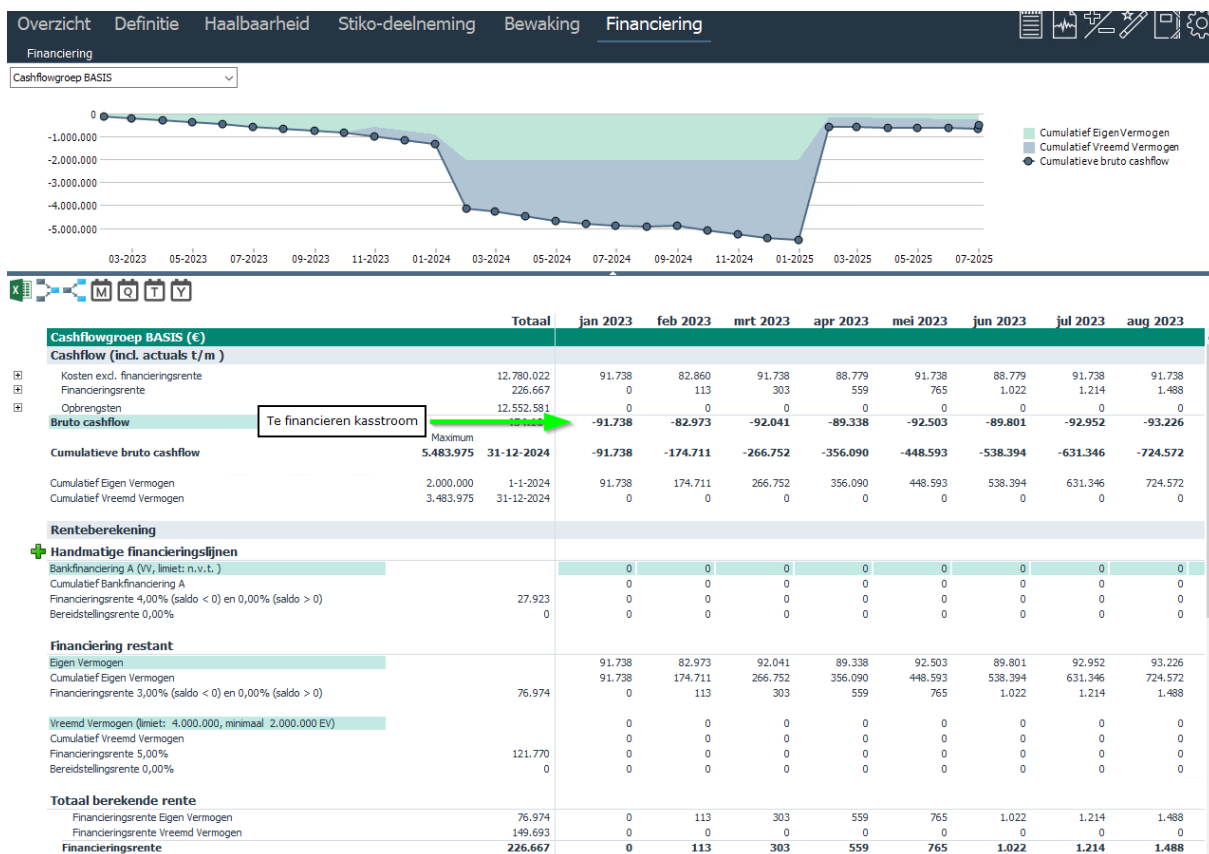 Overzicht Definitie Haalbaarheid Stiko-deelneming Bewaking Financiering
Financiering
Cashflowgroep BASIS
0
-1.000.000
-2.000.000
-3.000.000
-4.000.000
-5.000.000
Cumulatief Eigen Vermogen
Cumulatief Vreemd Vermogen
Cumulatieve bruto cashflow
03-2023 05-2023 07-2023 09-2023 11-2023 01-2024 03-2024 05-2024 07-2024 09-2024 11-2024 01-2025 03-2025 05-2025 07-2025
X M Q T Y
Totaal jan 2023 feb 2023 mrt 2023 apr 2023 mei 2023 jun 2023 jul 2023 aug 2023
Cashflowgroep BASIS (€)
Cashflow (incl. actuals t/m )
Kosten excl. financieringsrente 12.780.022 91.738 82.860 91.738 88.779 91.738 88.779 91.738 91.738
Financieringsrente 226.667 0 113 303 559 765 1.022 1.214 1.488
Opbrengsten 12.552.581 0 0 0 0 0 0 0 0
Bruto cashflow Te financieren kasstroom -91.738 -82.973 -92.041 -89.338 -92.503 -89.801 -92.952 -93.226
Maximum
Cumulatieve bruto cashflow 5.483.975 31-12-2024 -91.738 -174.711 -266.752 -356.090 -448.593 -538.394 -631.346 -724.572
Cumulatief Eigen Vermogen 2.000.000 1-1-2024 91.738 174.711 266.752 356.090 448.593 538.394 631.346 724.572
Cumulatief Vreemd Vermogen 3.483.975 31-12-2024 0 0 0 0 0 0 0 0
Renteberekening
Handmatige financieringslijnen
Bankfinanciering A (VV, limiet: n.v.t. ) 0 0 0 0 0 0 0 0
Cumulatief Bankfinanciering A 0 0 0 0 0 0 0 0
Financieringsrente 4,00% (saldo < 0) en 0,00% (saldo > 0) 27.923 0 0 0 0 0 0 0 0
Bereidstellingsrente 0,00% 0 0 0 0 0 0 0 0 0
Financiering restant
Eigen Vermogen 91.738 82.973 92.041 89.338 92.503 89.801 92.952 93.226
Cumulatief Eigen Vermogen 91.738 174.711 266.752 356.090 448.593 538.394 631.346 724.572
Financieringsrente 3,00% (saldo < 0) en 0,00% (saldo > 0) 76.974 0 113 303 559 765 1.022 1.214 1.488
Vreemd Vermogen (limiet: 4.000.000, minimaal 2.000.000 EV) 0 0 0 0 0 0 0 0
Cumulatief Vreemd Vermogen 0 0 0 0 0 0 0 0
Financieringsrente 5,00% 121.770 0 0 0 0 0 0 0 0
Bereidstellingsrente 0,00% 0 0 0 0 0 0 0 0 0
Totaal berekende rente
Financieringsrente Eigen Vermogen 76.974 0 113 303 559 765 1.022 1.214 1.488
Financieringsrente Vreemd Vermogen 149.693 0 0 0 0 0 0 0 0
Financieringsrente 226.667 0 113 303 559 765 1.022 1.214 1.488